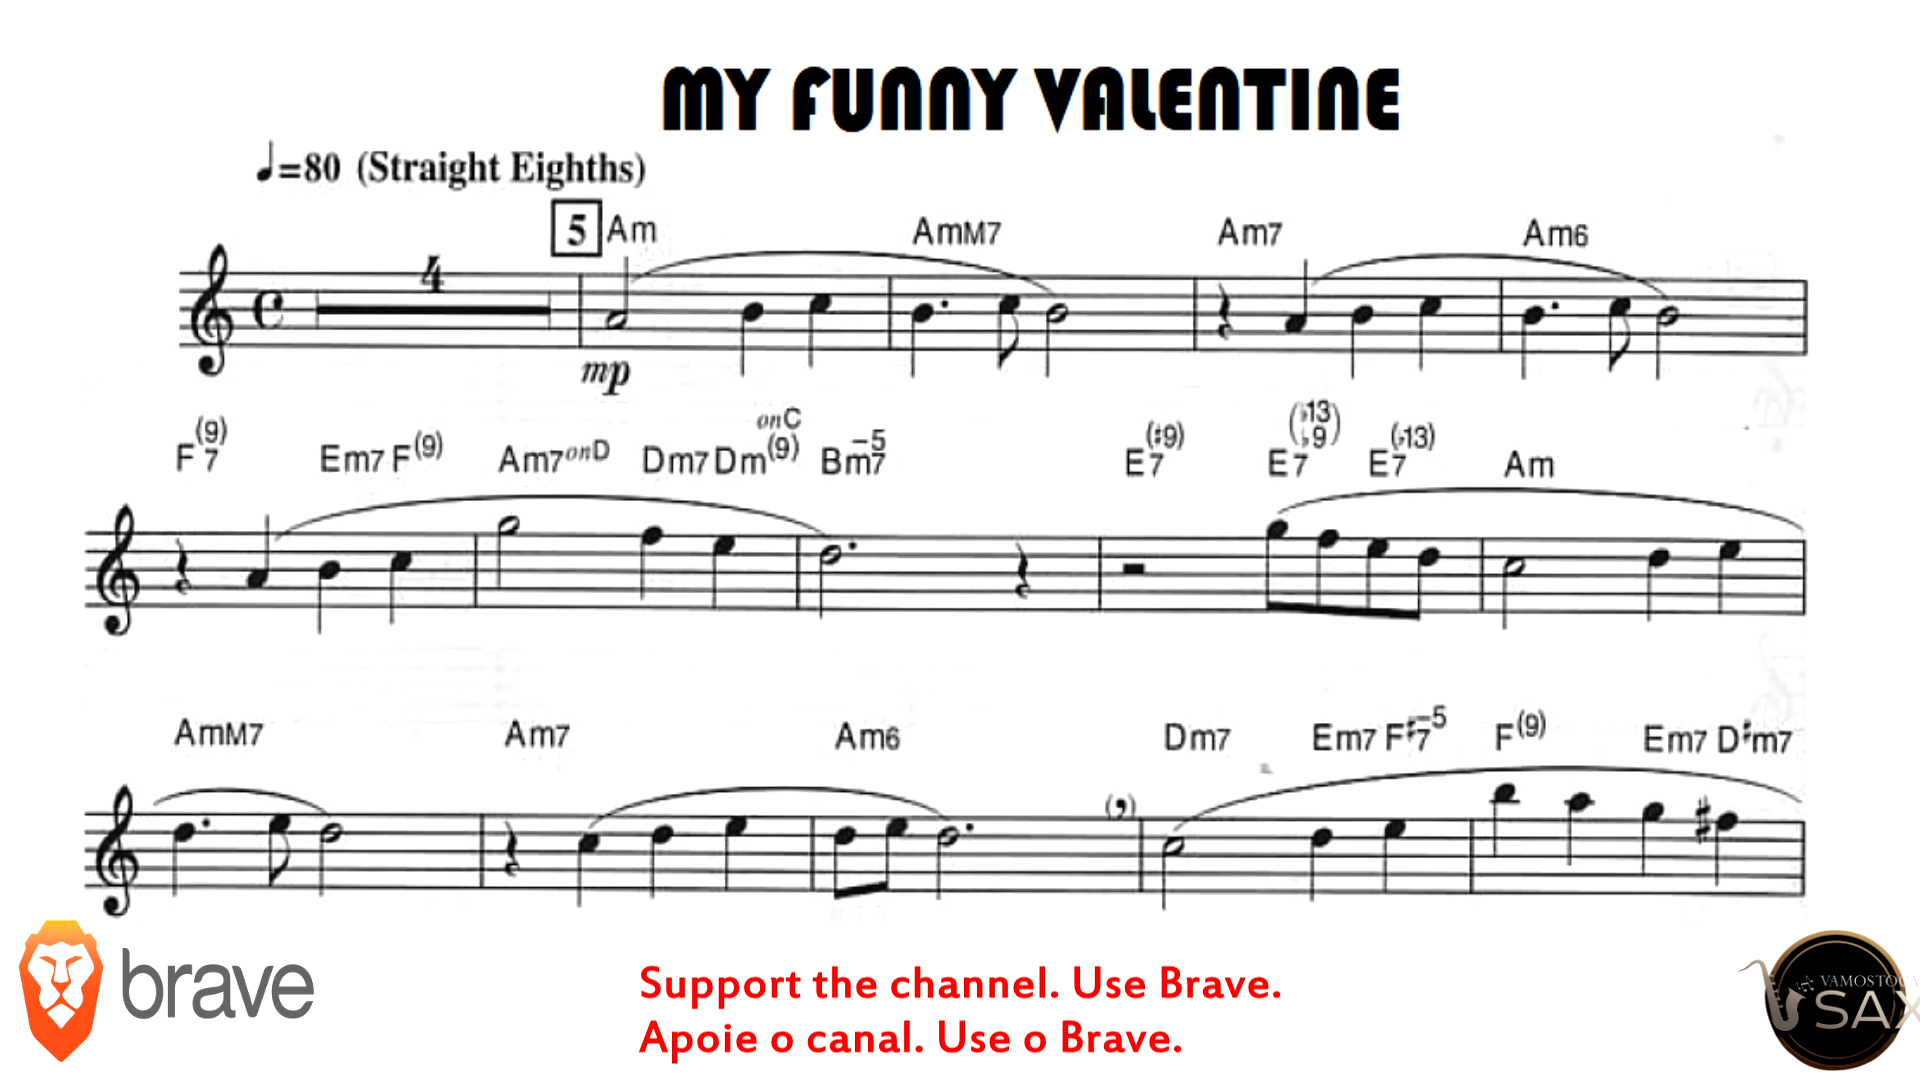 MY FUNNY VALENTINE
♩=80 (Straight Eighths)
5 Am AmM7 Am7 Am6
4
mp
F7(9) Em7 F(9) Am7onD Dm7 Dm(9)onC Bm7-5 E7(♯9) E7(♭13 ♭9) E7(♭13) Am
AmM7 Am7 Am6 Dm7 Em7 F♯7-5 F(9) Em7 D♯m7
(,)
brave
Support the channel. Use Brave.
Apoie o canal. Use o Brave.
SAX